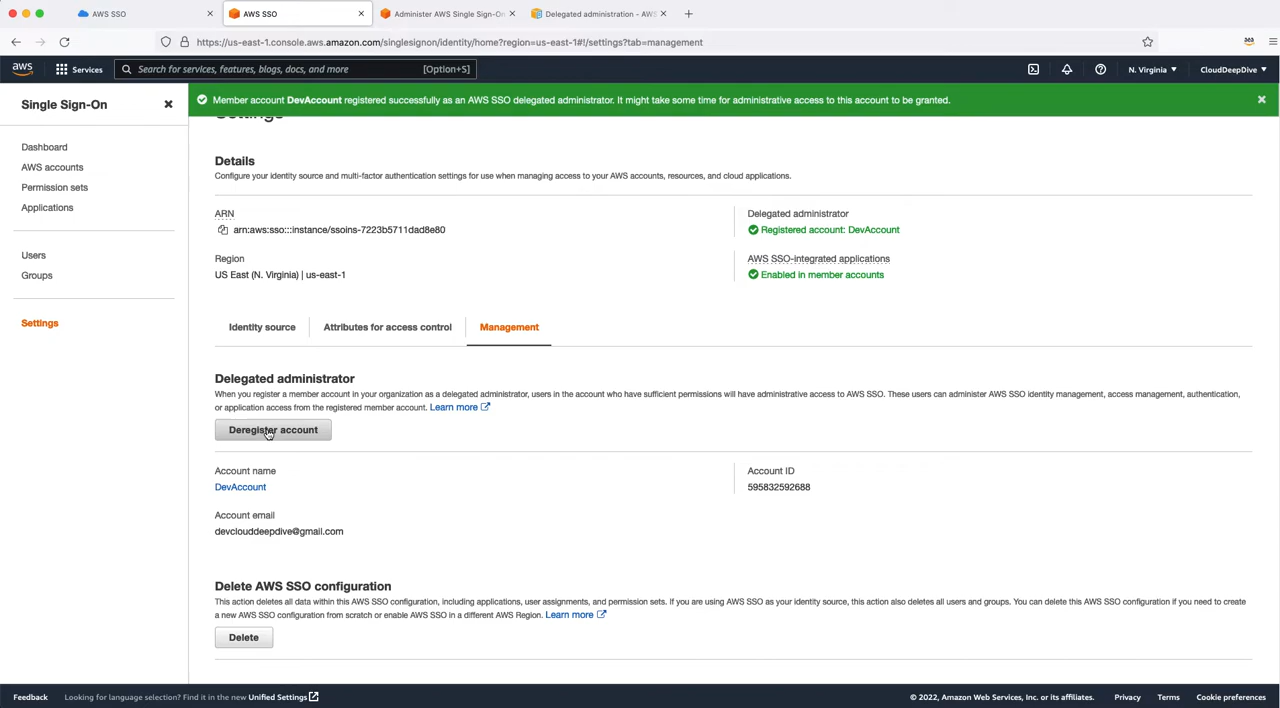 AWS SSO
AWS SSO
Administer AWS Single Sign-On
Delegated administration - AWS
https://us-east-1.console.aws.amazon.com/singlesignon/identity/home?region=us-east-1#!/settings?tab=management
aws
Services
Search for services, features, blogs, docs, and more
[Option+S]
N. Virginia
CloudDeepDive
Single Sign-On
Dashboard
AWS accounts
Permission sets
Applications
Users
Groups
Settings
Member account DevAccount registered successfully as an AWS SSO delegated administrator. It might take some time for administrative access to this account to be granted.
Settings
Details
Configure your identity source and multi-factor authentication settings for use when managing access to your AWS accounts, resources, and cloud applications.
ARN
arn:aws:sso:::instance/ssoins-7223b5711dad8e80
Delegated administrator
Registered account: DevAccount
Region
US East (N. Virginia) | us-east-1
AWS SSO-integrated applications
Enabled in member accounts
Identity source
Attributes for access control
Management
Delegated administrator
When you register a member account in your organization as a delegated administrator, users in the account who have sufficient permissions will have administrative access to AWS SSO. These users can administer AWS SSO identity management, access management, authentication,
or application access from the registered member account. Learn more
Deregister account
Account name
DevAccount
Account ID
595832592688
Account email
devclouddeepdive@gmail.com
Delete AWS SSO configuration
This action deletes all data within this AWS SSO configuration, including applications, user assignments, and permission sets. If you are using AWS SSO as your identity source, this action also deletes all users and groups. You can delete this AWS SSO configuration if you need to create
a new AWS SSO configuration from scratch or enable AWS SSO in a different AWS Region. Learn more
Delete
Feedback
Looking for language selection? Find it in the new Unified Settings
© 2022, Amazon Web Services, Inc. or its affiliates.
Privacy
Terms
Cookie preferences